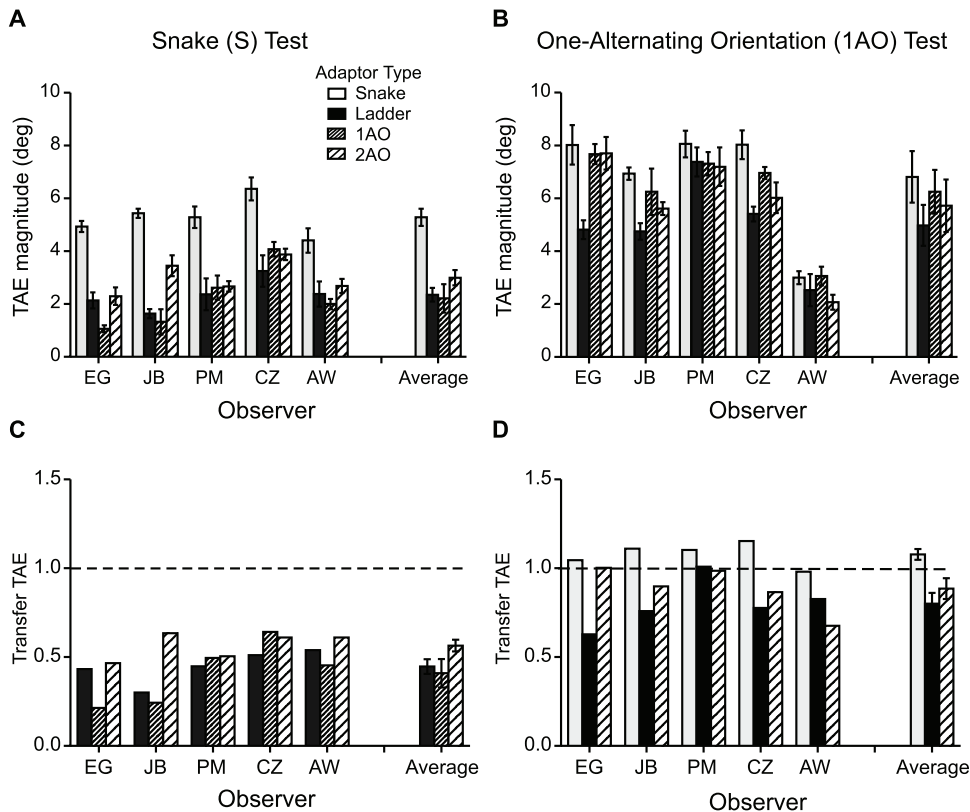 A
Snake (S) Test
Adaptor Type
Snake
Ladder
1AO
2AO
TAE magnitude (deg)
10
8
6
4
2
0
EG JB PM CZ AW Average
Observer
B
One-Alternating Orientation (1AO) Test
TAE magnitude (deg)
10
8
6
4
2
0
EG JB PM CZ AW Average
Observer
C
Transfer TAE
1.5
1.0
0.5
0.0
EG JB PM CZ AW Average
Observer
D
Transfer TAE
1.5
1.0
0.5
0.0
EG JB PM CZ AW Average
Observer